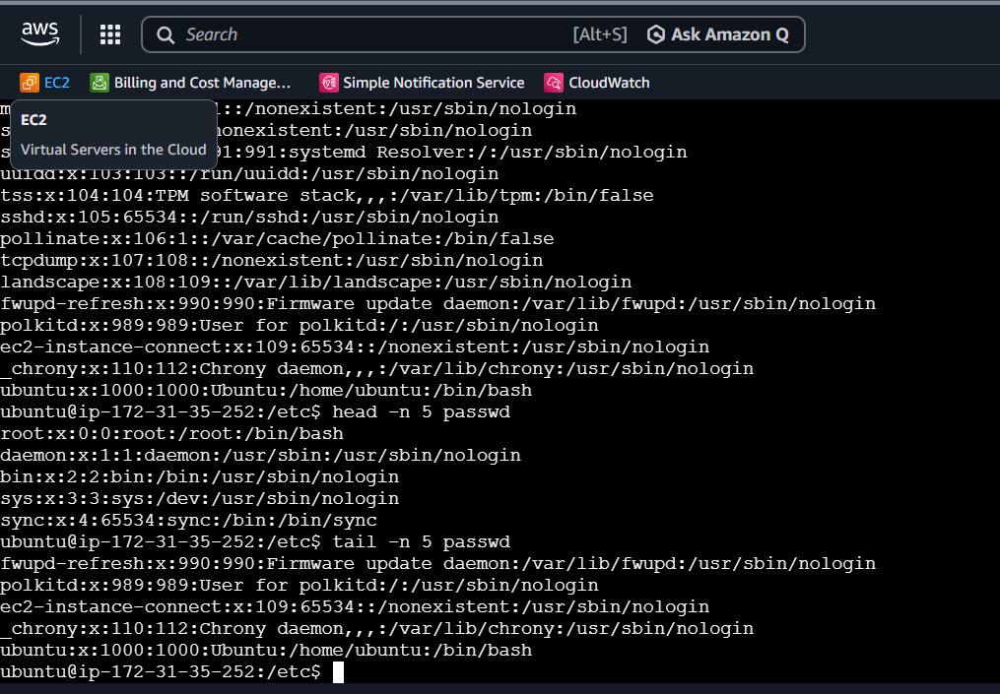 aws
Search [Alt+S] Ask Amazon Q
EC2 Billing and Cost Manage... Simple Notification Service CloudWatch
EC2
Virtual Servers in the Cloud
::/nonexistent:/usr/sbin/nologin
nonexistent:/usr/sbin/nologin
91:991:systemd Resolver:/:/usr/sbin/nologin
uuidd:x:103:103::/run/uuidd:/usr/sbin/nologin
tss:x:104:104:TPM software stack,,,:/var/lib/tpm:/bin/false
sshd:x:105:65534::/run/sshd:/usr/sbin/nologin
pollinate:x:106:1::/var/cache/pollinate:/bin/false
tcpdump:x:107:108::/nonexistent:/usr/sbin/nologin
landscape:x:108:109::/var/lib/landscape:/usr/sbin/nologin
fwupd-refresh:x:990:990:Firmware update daemon:/var/lib/fwupd:/usr/sbin/nologin
polkitd:x:989:989:User for polkitd:/:/usr/sbin/nologin
ec2-instance-connect:x:109:65534::/nonexistent:/usr/sbin/nologin
_chrony:x:110:112:Chrony daemon,,,:/var/lib/chrony:/usr/sbin/nologin
ubuntu:x:1000:1000:Ubuntu:/home/ubuntu:/bin/bash
ubuntu@ip-172-31-35-252:/etc$ head -n 5 passwd
root:x:0:0:root:/root:/bin/bash
daemon:x:1:1:daemon:/usr/sbin:/usr/sbin/nologin
bin:x:2:2:bin:/bin:/usr/sbin/nologin
sys:x:3:3:sys:/dev:/usr/sbin/nologin
sync:x:4:65534:sync:/bin:/bin/sync
ubuntu@ip-172-31-35-252:/etc$ tail -n 5 passwd
fwupd-refresh:x:990:990:Firmware update daemon:/var/lib/fwupd:/usr/sbin/nologin
polkitd:x:989:989:User for polkitd:/:/usr/sbin/nologin
ec2-instance-connect:x:109:65534::/nonexistent:/usr/sbin/nologin
_chrony:x:110:112:Chrony daemon,,,:/var/lib/chrony:/usr/sbin/nologin
ubuntu:x:1000:1000:Ubuntu:/home/ubuntu:/bin/bash
ubuntu@ip-172-31-35-252:/etc$